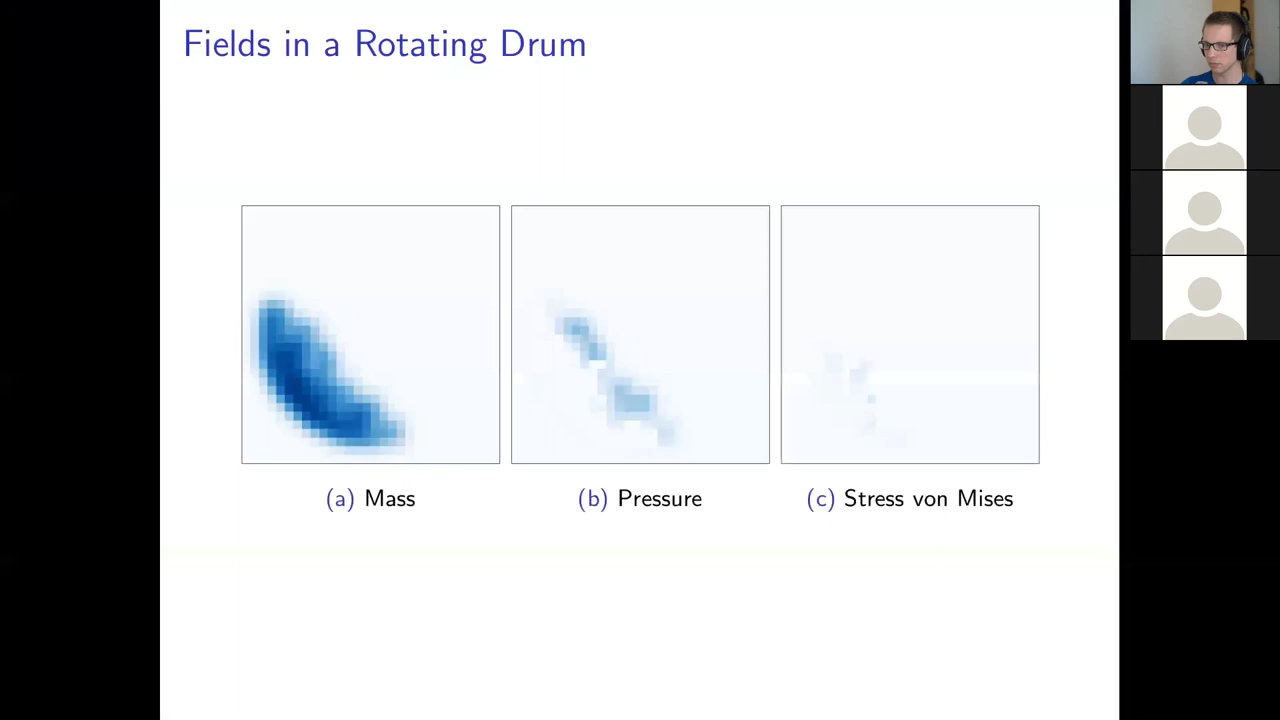 Fields in a Rotating Drum
(a) Mass
(b) Pressure
(c) Stress von Mises